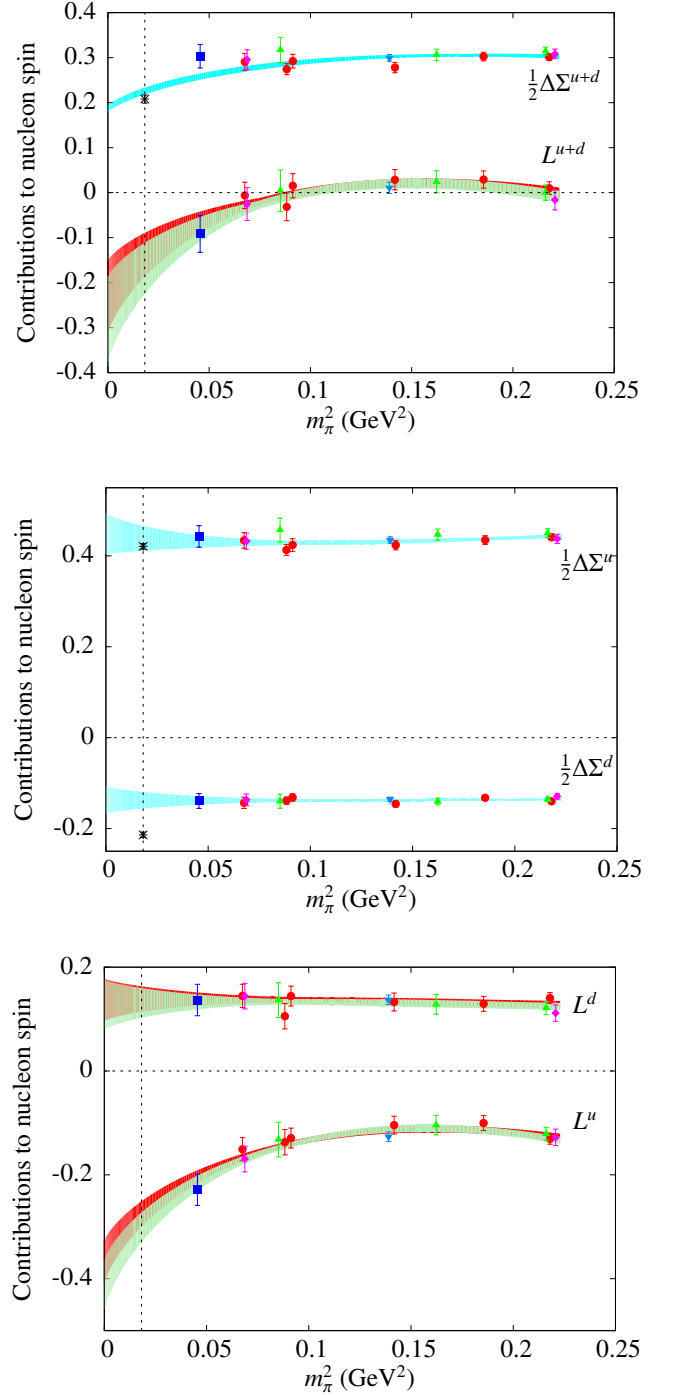 Contributions to nucleon spin
0.4
0.3
0.2
0.1
0
-0.1
-0.2
-0.3
-0.4
½ΔΣ^{u+d}
L^{u+d}
0 0.05 0.1 0.15 0.2 0.25
m_π^2 (GeV^2)
Contributions to nucleon spin
0.4
0.2
0
-0.2
½ΔΣ^u
½ΔΣ^d
0 0.05 0.1 0.15 0.2 0.25
m_π^2 (GeV^2)
Contributions to nucleon spin
0.2
0
-0.2
-0.4
L^d
L^u
0 0.05 0.1 0.15 0.2 0.25
m_π^2 (GeV^2)